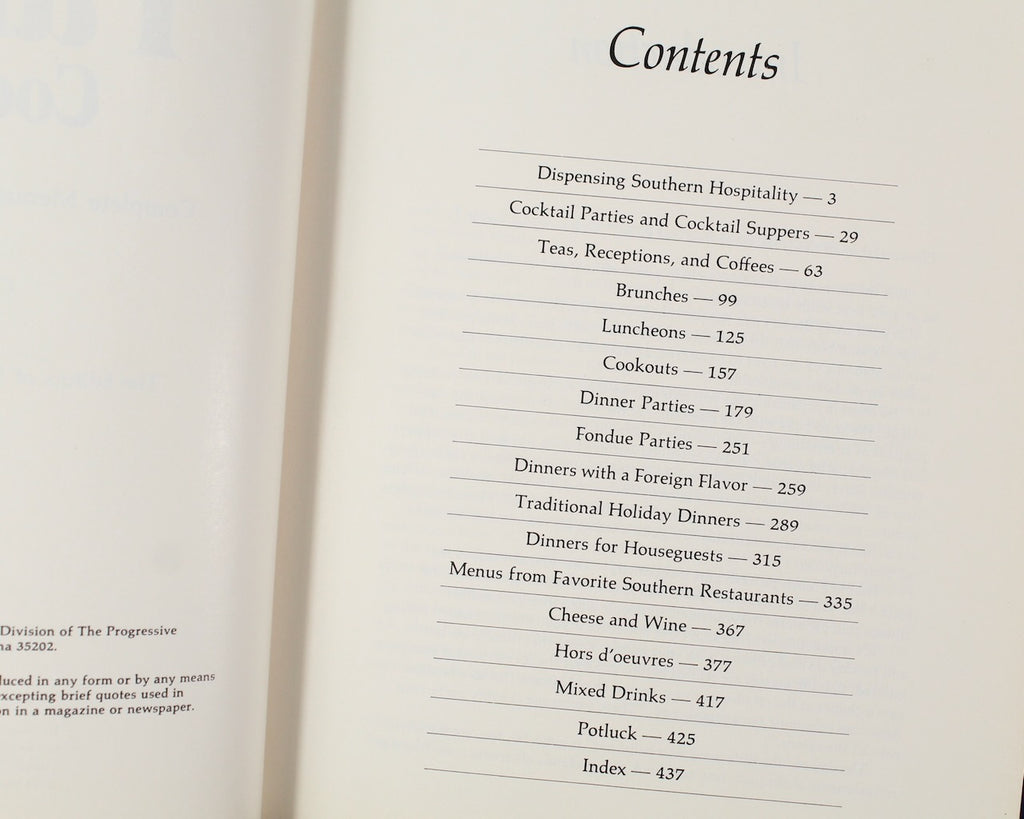 Division of The Progressive
na 35202.
duced in any form or by any means
xcepting brief quotes used in
n in a magazine or newspaper.
Contents
Dispensing Southern Hospitality — 3
Cocktail Parties and Cocktail Suppers — 29
Teas, Receptions, and Coffees — 63
Brunches — 99
Luncheons — 125
Cookouts — 157
Dinner Parties — 179
Fondue Parties — 251
Dinners with a Foreign Flavor — 259
Traditional Holiday Dinners — 289
Dinners for Houseguests — 315
Menus from Favorite Southern Restaurants — 335
Cheese and Wine — 367
Hors d'oeuvres — 377
Mixed Drinks — 417
Potluck — 425
Index — 437